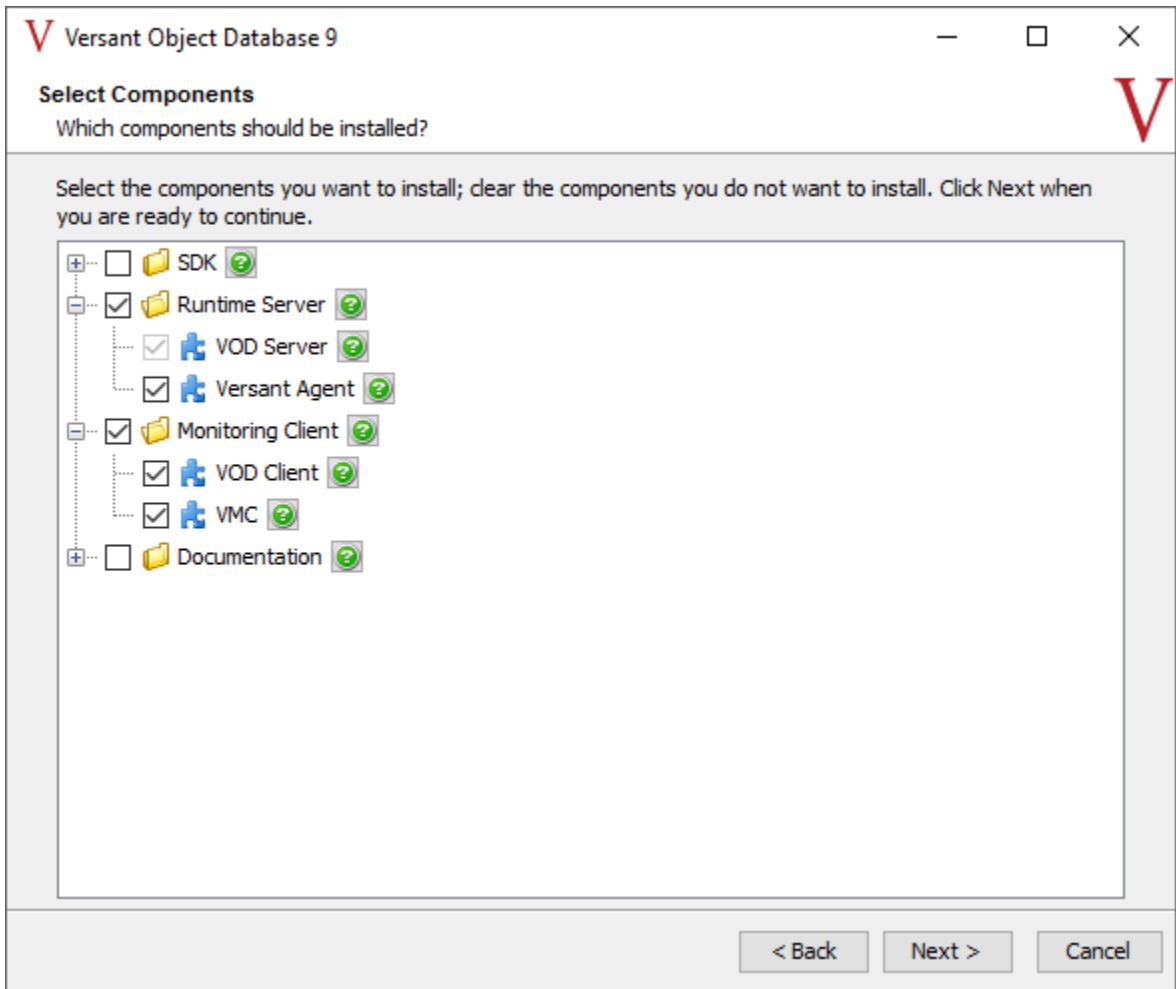 V Versant Object Database 9
Select Components
Which components should be installed?
V
Select the components you want to install; clear the components you do not want to install. Click Next when
you are ready to continue.
SDK ?
Runtime Server ?
VOD Server ?
Versant Agent ?
Monitoring Client ?
VOD Client ?
VMC ?
Documentation ?
< Back Next > Cancel